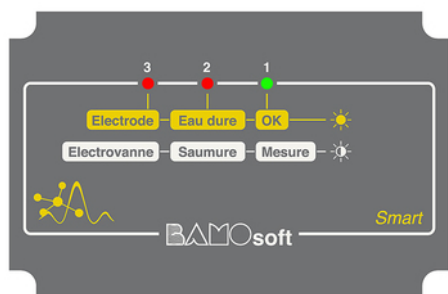 3 2 1
Electrode Eau dure OK
Electrovanne Saumure Mesure
Smart
BAMOsoft